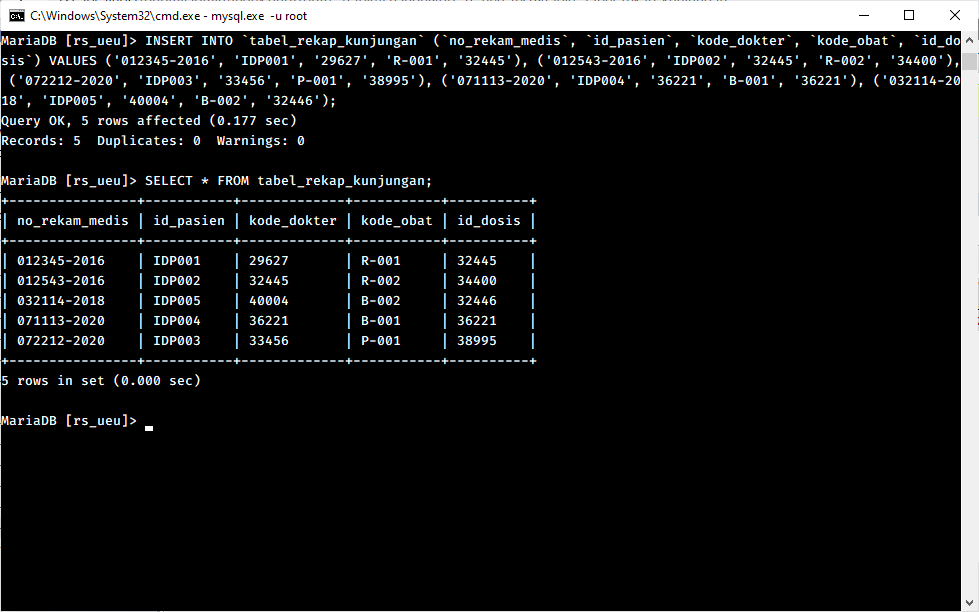 C:\Windows\System32\cmd.exe - mysql.exe -u root
MariaDB [rs_ueu]> INSERT INTO `tabel_rekap_kunjungan` (`no_rekam_medis`, `id_pasien`, `kode_dokter`, `kode_obat`, `id_do
sis`) VALUES ('012345-2016', 'IDP001', '29627', 'R-001', '32445'), ('012543-2016', 'IDP002', '32445', 'R-002', '34400'),
 ('072212-2020', 'IDP003', '33456', 'P-001', '38995'), ('071113-2020', 'IDP004', '36221', 'B-001', '36221'), ('032114-20
18', 'IDP005', '40004', 'B-002', '32446');
Query OK, 5 rows affected (0.177 sec)
Records: 5  Duplicates: 0  Warnings: 0
MariaDB [rs_ueu]> SELECT * FROM tabel_rekap_kunjungan;
+----------------+-----------+-------------+-----------+----------+
| no_rekam_medis | id_pasien | kode_dokter | kode_obat | id_dosis |
+----------------+-----------+-------------+-----------+----------+
| 012345-2016    | IDP001    | 29627       | R-001     | 32445    |
| 012543-2016    | IDP002    | 32445       | R-002     | 34400    |
| 032114-2018    | IDP005    | 40004       | B-002     | 32446    |
| 071113-2020    | IDP004    | 36221       | B-001     | 36221    |
| 072212-2020    | IDP003    | 33456       | P-001     | 38995    |
+----------------+-----------+-------------+-----------+----------+
5 rows in set (0.000 sec)
MariaDB [rs_ueu]>